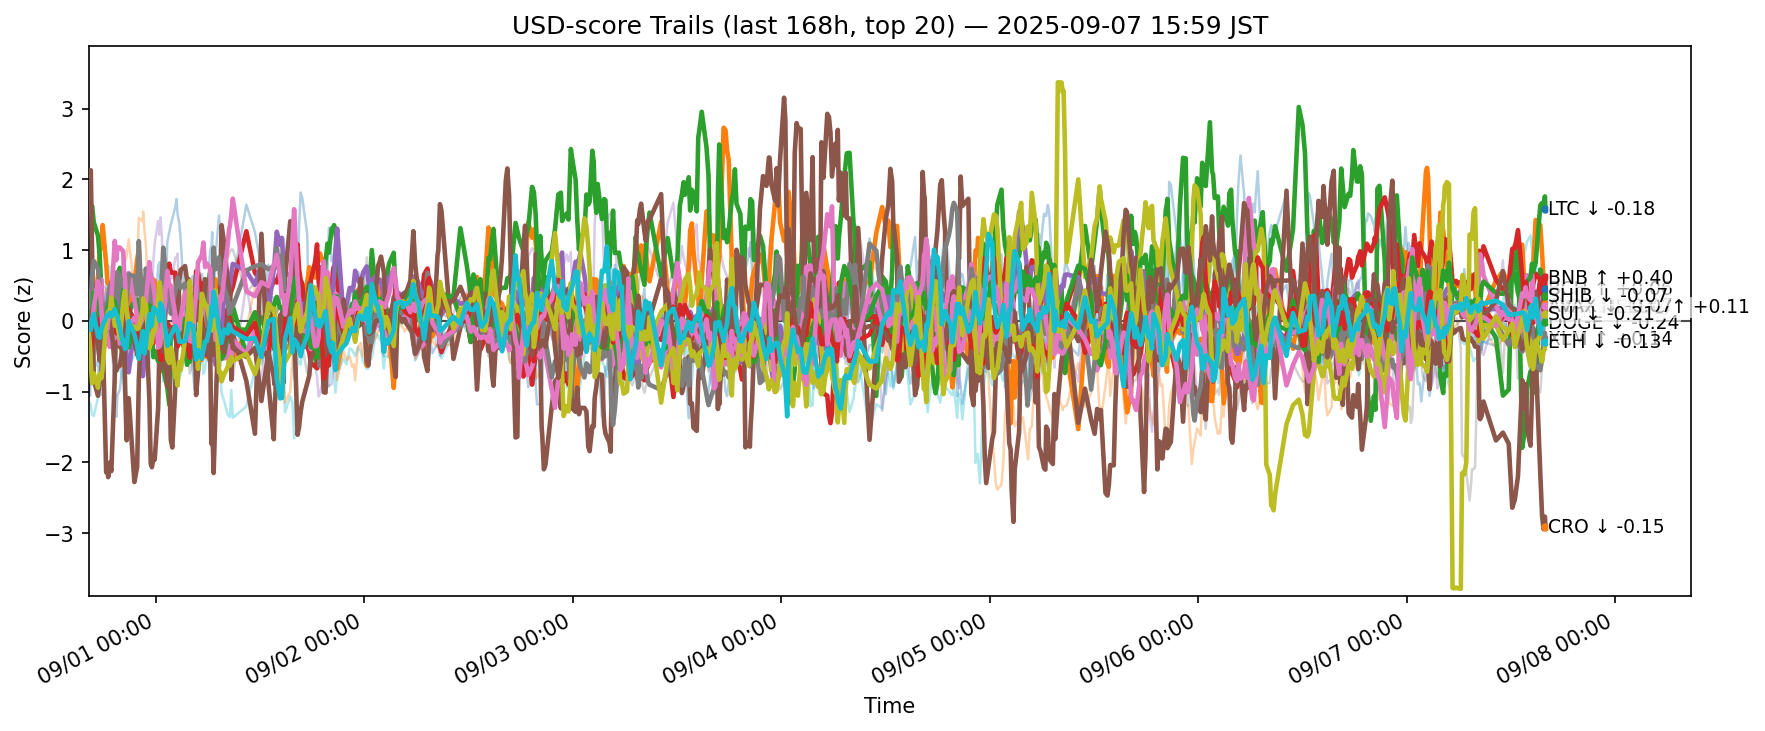 USD-score Trails (last 168h, top 20) — 2025-09-07 15:59 JST
Score (z)
3
2
1
0
−1
−2
−3
LTC ↓ -0.18
BNB ↑ +0.40
SHIB ↓ -0.07
↑ +0.11
SUI ↓ -0.21
DOGE ↓ -0.24
ETH ↓ -0.13
CRO ↓ -0.15
09/01 00:00
09/02 00:00
09/03 00:00
09/04 00:00
09/05 00:00
09/06 00:00
09/07 00:00
09/08 00:00
Time